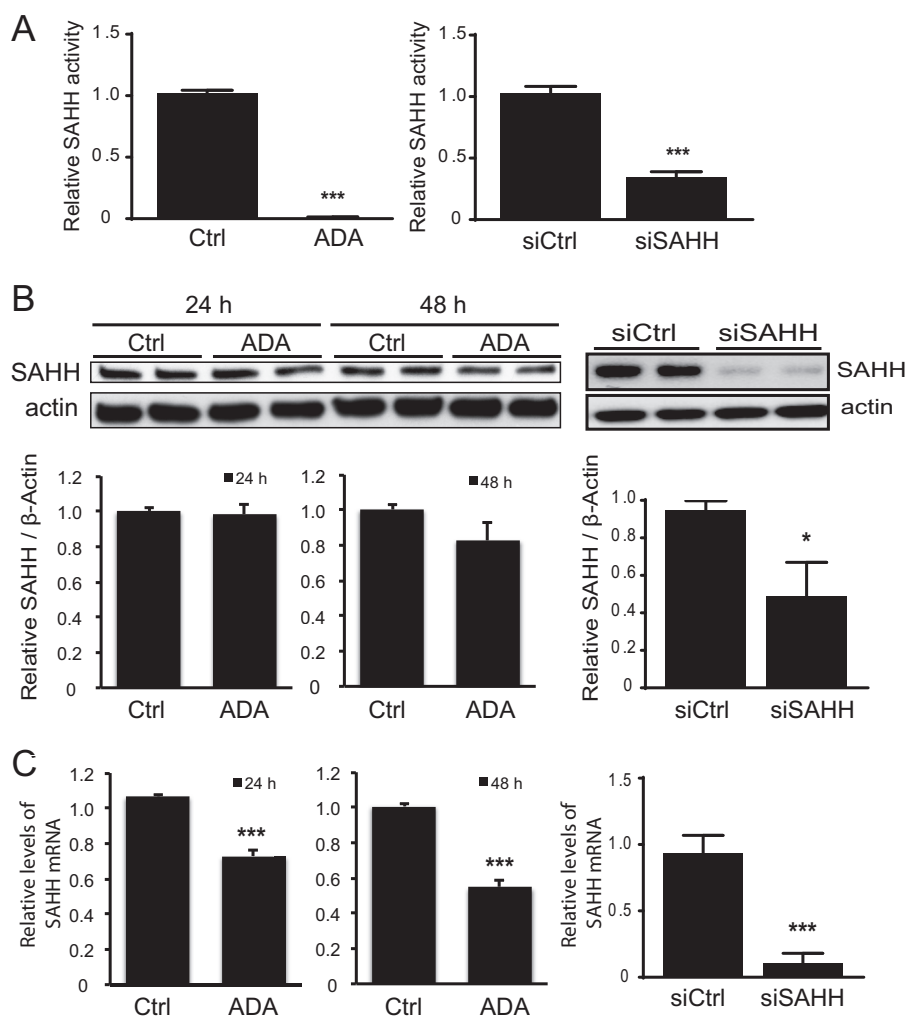 A
Relative SAHH activity
1.5
1.0
0.5
0
***
Ctrl
ADA
Relative SAHH activity
1.5
1.0
0.5
0
***
siCtrl
siSAHH
B
24 h
48 h
Ctrl
ADA
Ctrl
ADA
siCtrl
siSAHH
SAHH
SAHH
actin
actin
Relative SAHH / β-Actin
1.2
1.0
0.8
0.6
0.4
0.2
0
24 h
Ctrl
ADA
1.2
1.0
0.8
0.6
0.4
0.2
0
48 h
Ctrl
ADA
Relative SAHH / β-Actin
1.0
0.8
0.6
0.4
0.2
0
*
siCtrl
siSAHH
C
Relative levels of
SAHH mRNA
1.2
1.0
0.8
0.6
0.4
0.2
0
24 h
***
Ctrl
ADA
1.2
1.0
0.8
0.6
0.4
0.2
0
48 h
***
Ctrl
ADA
Relative levels of
SAHH mRNA
1.5
1.0
0.5
0
***
siCtrl
siSAHH